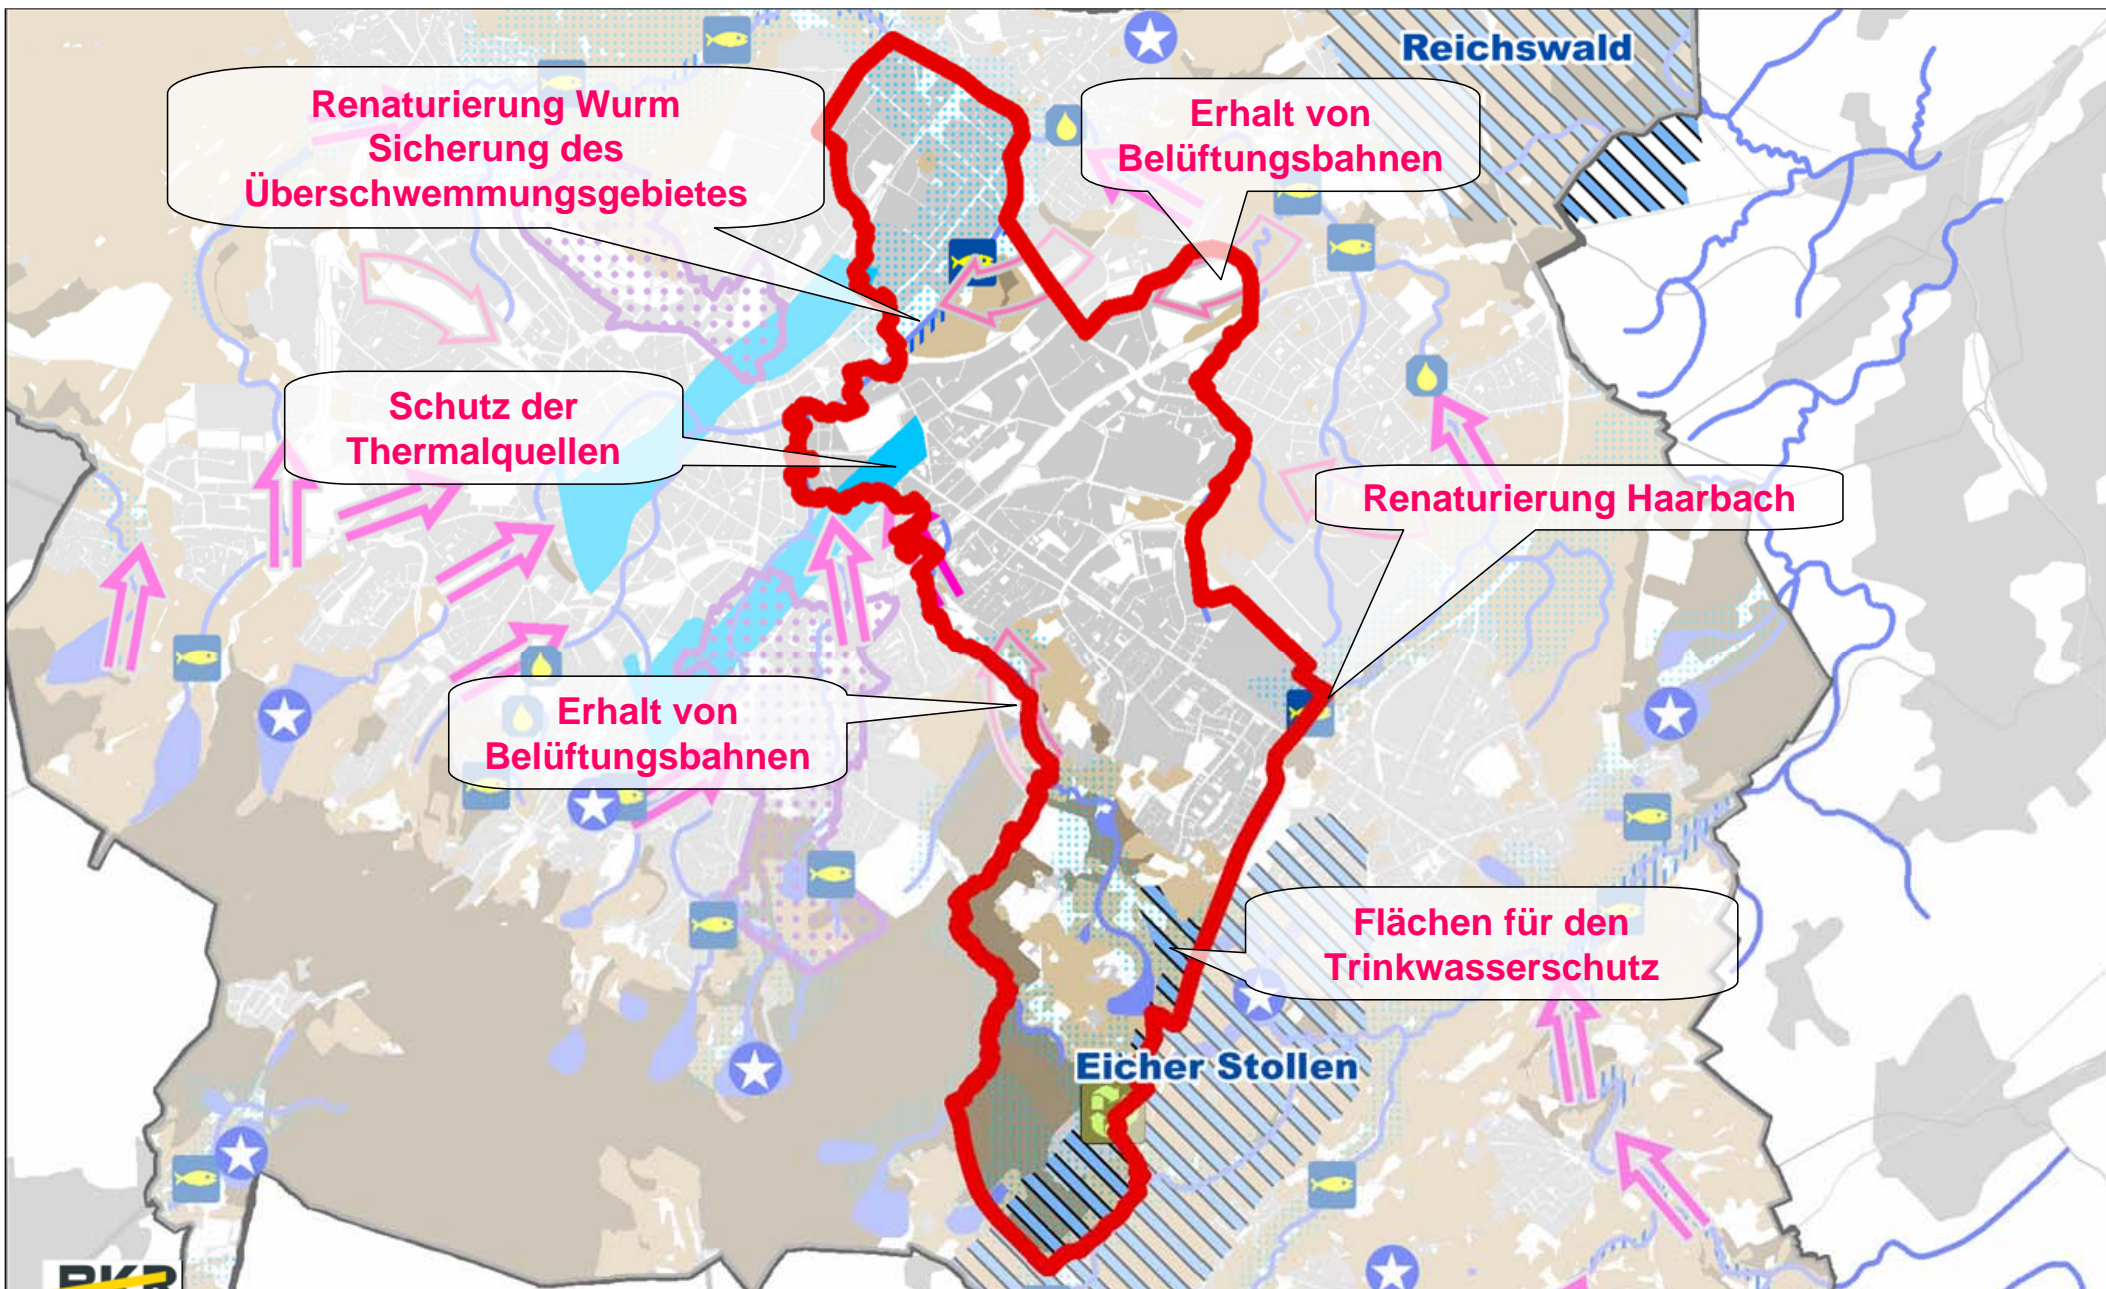 Reichswald
Renaturierung Wurm
Sicherung des
Überschwemmungsgebietes
Erhalt von
Belüftungsbahnen
Schutz der
Thermalquellen
Renaturierung Haarbach
Erhalt von
Belüftungsbahnen
Flächen für den
Trinkwasserschutz
Eicher Stollen
BKR